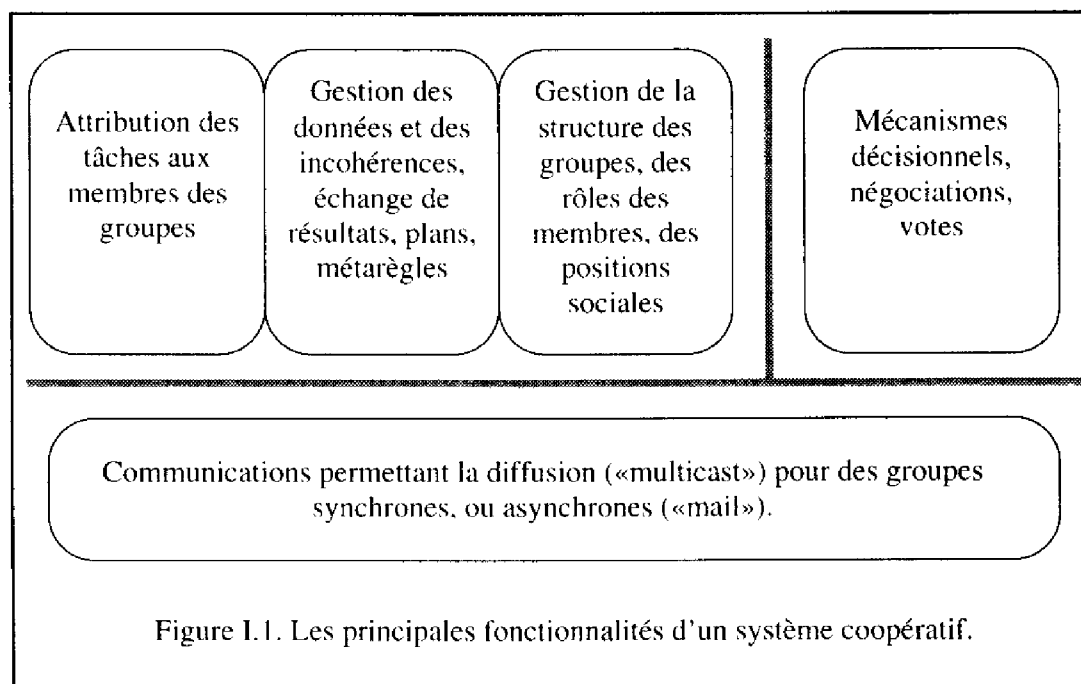 Attribution des
tâches aux
membres des
groupes
Gestion des
données et des
incohérences,
échange de
résultats, plans,
métarègles
Gestion de la
structure des
groupes, des
rôles des
membres, des
positions
sociales
Mécanismes
décisionnels,
négociations,
votes
Communications permettant la diffusion («multicast») pour des groupes
synchrones, ou asynchrones («mail»).
Figure I.1. Les principales fonctionnalités d'un système coopératif.